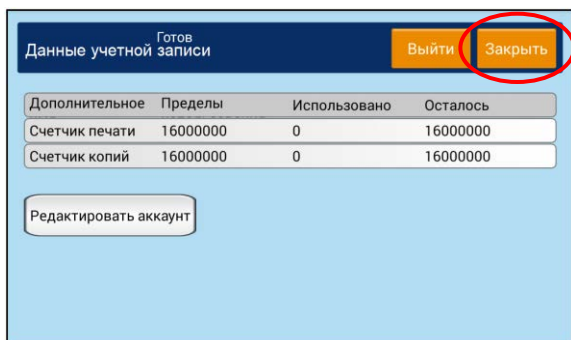 Готов
Данные учетной записи
Выйти
Закрыть
Дополнительное Пределы Использовано Осталось
Счетчик печати 16000000 0 16000000
Счетчик копий 16000000 0 16000000
Редактировать аккаунт